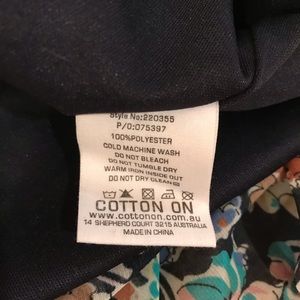 Style No:220355
P/O:075397
100%POLYESTER
COLD MACHINE WASH
DO NOT BLEACH
DO NOT TUMBLE DRY
WARM IRON INSIDE OUT
DO NOT DRY CLEAN
COTTON ON
www.cottonon.com.au
14 SHEPHERD COURT 3215 AUSTRALIA
MADE IN CHINA